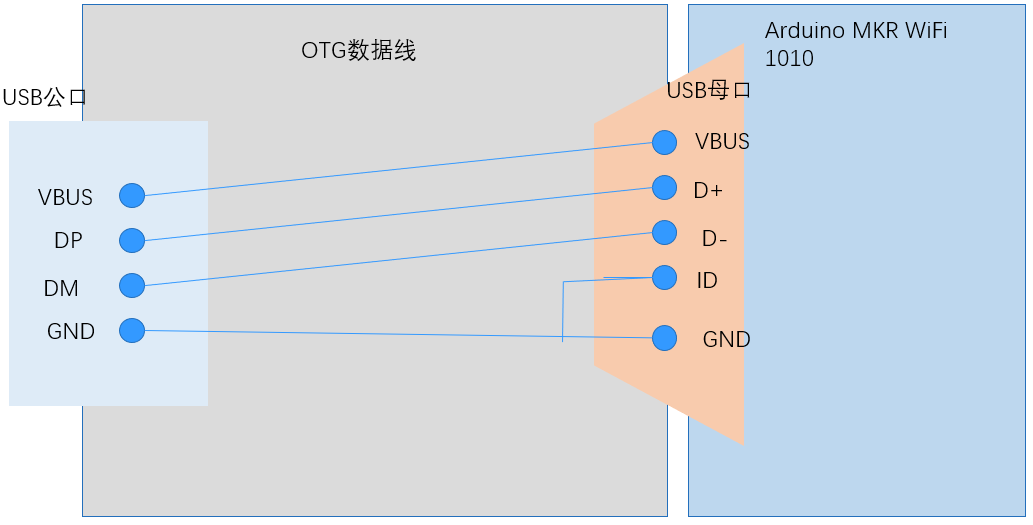 OTG数据线
Arduino MKR WiFi
1010
USB公口
USB母口
VBUS
DP
DM
GND
VBUS
D+
D-
ID
GND